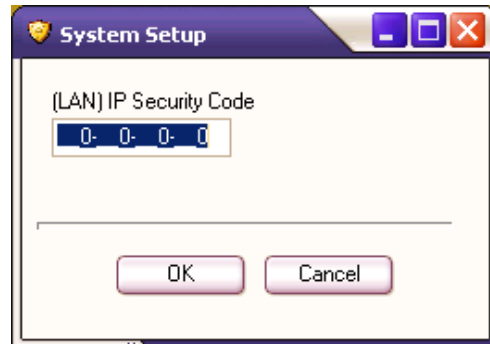 System Setup
(LAN) IP Security Code
0- 0- 0- 0
OK Cancel